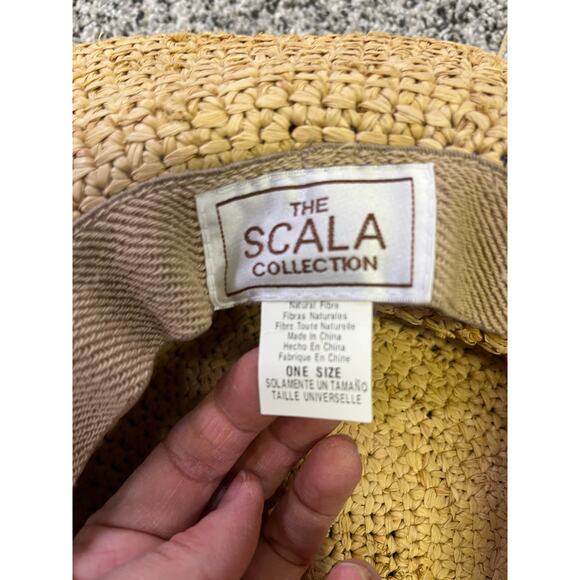 THE
SCALA
COLLECTION
Natural Fibre
Fibras Naturales
Fibre Toute Naturelle
Made In China
Hecho En China
Fabrique En Chine
ONE SIZE
SOLAMENTE UN TAMAÑO
TAILLE UNIVERSELLE